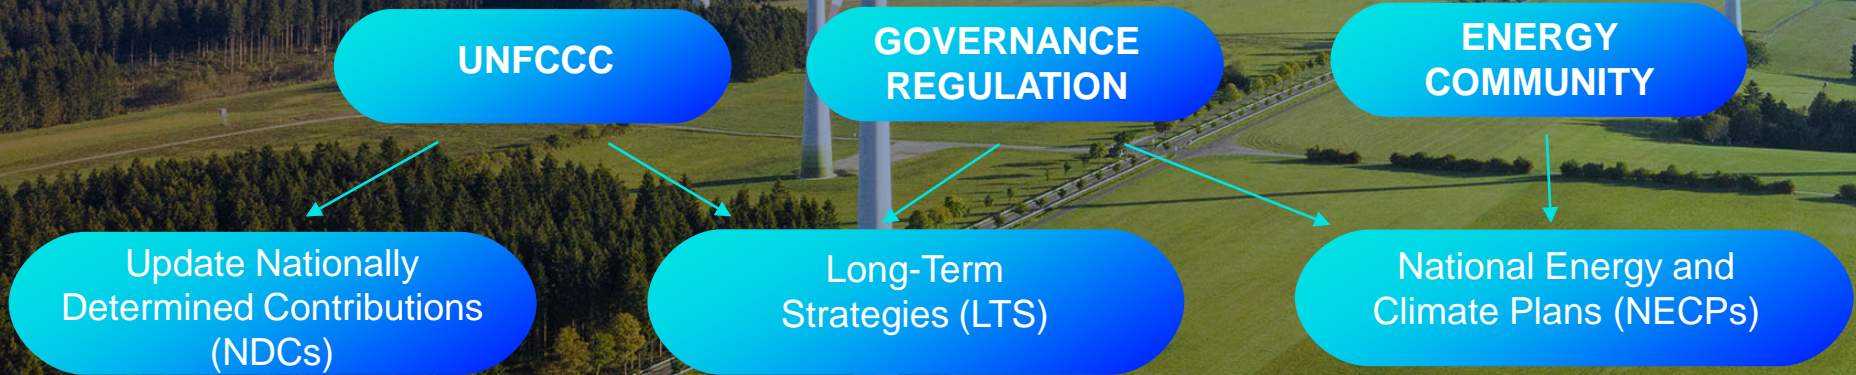 UNFCCC
GOVERNANCE
REGULATION
ENERGY
COMMUNITY
Update Nationally
Determined Contributions
(NDCs)
Long-Term
Strategies (LTS)
National Energy and
Climate Plans (NECPs)